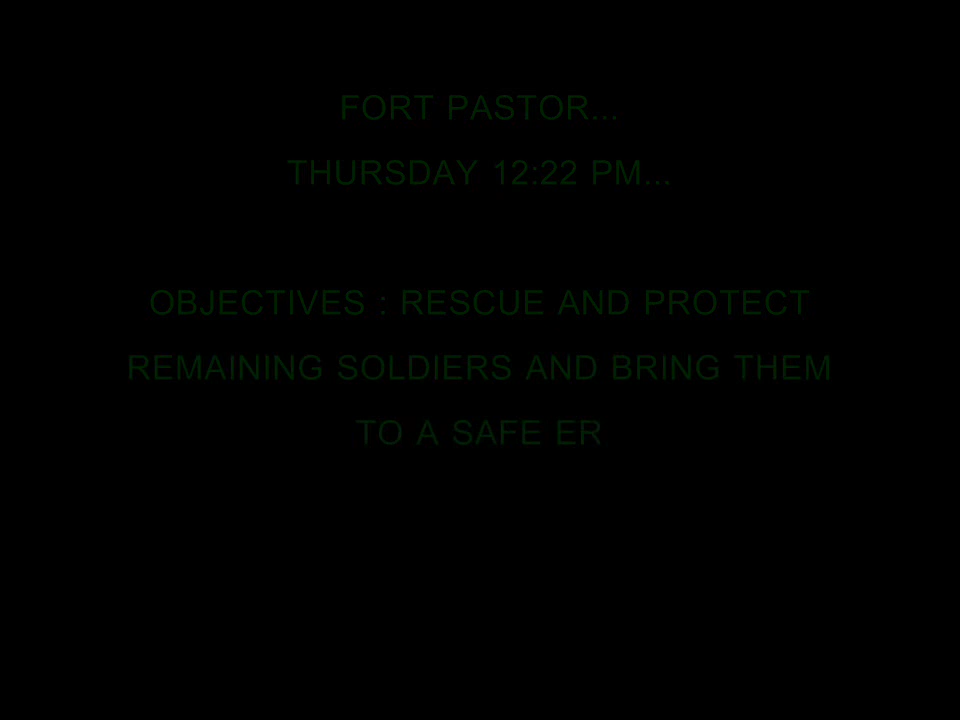 FORT PASTOR...
THURSDAY 12:22 PM...
OBJECTIVES : RESCUE AND PROTECT
REMAINING SOLDIERS AND BRING THEM
TO A SAFE ER